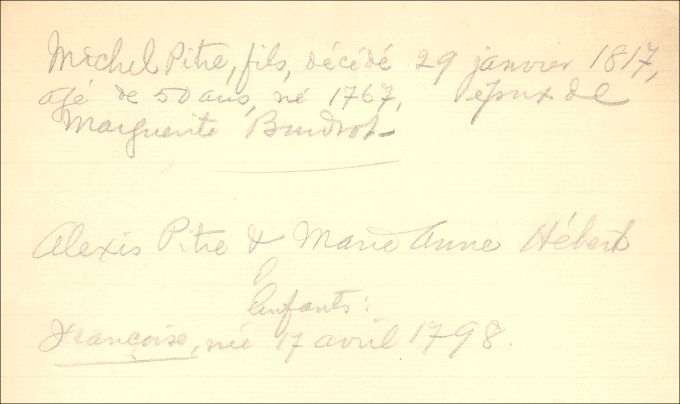 Michel Pitre, fils, décédé 29 janvier 1817,
agé de 50 ans, né 1767, époux de
Marguerite Boudrot
Alexis Pitre & Marie Anne Hébert
Enfants:
Françoise, née 17 avril 1798.